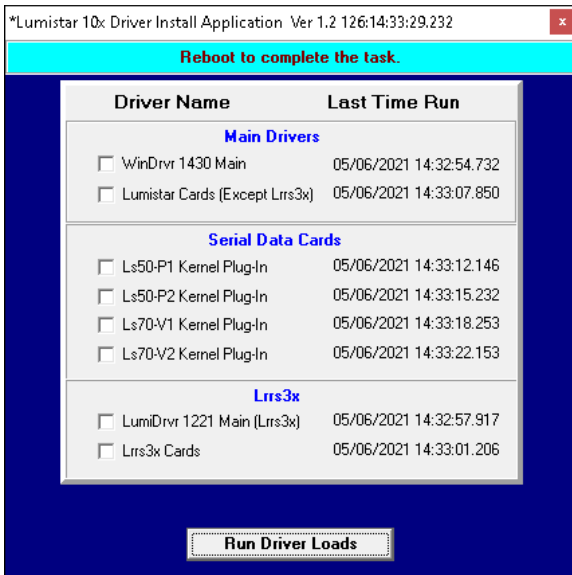 *Lumistar 10x Driver Install Application Ver 1.2 126:14:33:29.232
x
Reboot to complete the task.
Driver Name Last Time Run
Main Drivers
WinDrvr 1430 Main 05/06/2021 14:32:54.732
Lumistar Cards (Except Lrrs3x) 05/06/2021 14:33:07.850
Serial Data Cards
Ls50-P1 Kernel Plug-In 05/06/2021 14:33:12.146
Ls50-P2 Kernel Plug-In 05/06/2021 14:33:15.232
Ls70-V1 Kernel Plug-In 05/06/2021 14:33:18.253
Ls70-V2 Kernel Plug-In 05/06/2021 14:33:22.153
Lrrs3x
LumiDrvr 1221 Main (Lrrs3x) 05/06/2021 14:32:57.917
Lrrs3x Cards 05/06/2021 14:33:01.206
Run Driver Loads